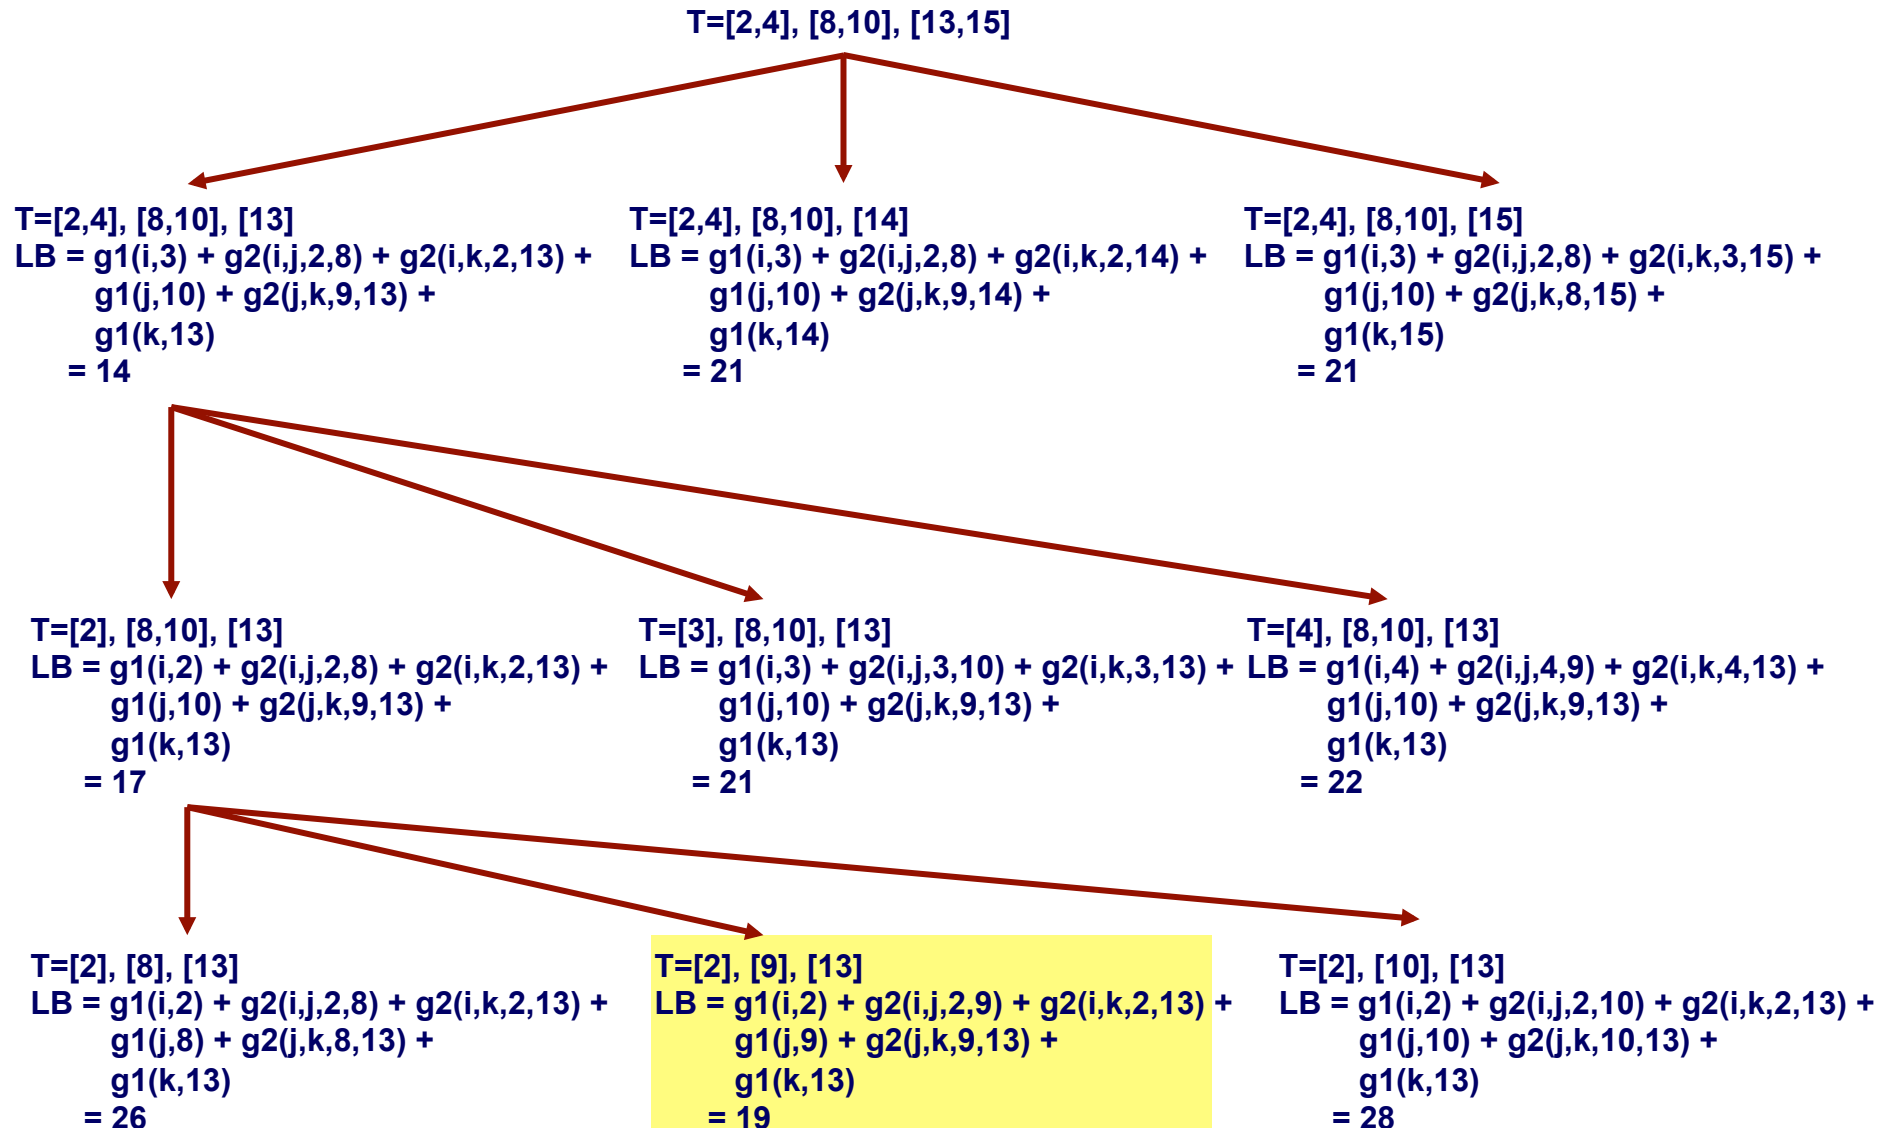 T=[2,4], [8,10], [13,15]
T=[2,4], [8,10], [13]
LB = g1(i,3) + g2(i,j,2,8) + g2(i,k,2,13) +
g1(j,10) + g2(j,k,9,13) +
g1(k,13)
= 14
T=[2,4], [8,10], [14]
LB = g1(i,3) + g2(i,j,2,8) + g2(i,k,2,14) +
g1(j,10) + g2(j,k,9,14) +
g1(k,14)
= 21
T=[2,4], [8,10], [15]
LB = g1(i,3) + g2(i,j,2,8) + g2(i,k,3,15) +
g1(j,10) + g2(j,k,8,15) +
g1(k,15)
= 21
T=[2], [8,10], [13]
LB = g1(i,2) + g2(i,j,2,8) + g2(i,k,2,13) +
g1(j,10) + g2(j,k,9,13) +
g1(k,13)
= 17
T=[3], [8,10], [13]
LB = g1(i,3) + g2(i,j,3,10) + g2(i,k,3,13) +
g1(j,10) + g2(j,k,9,13) +
g1(k,13)
= 21
T=[4], [8,10], [13]
LB = g1(i,4) + g2(i,j,4,9) + g2(i,k,4,13) +
g1(j,10) + g2(j,k,9,13) +
g1(k,13)
= 22
T=[2], [8], [13]
LB = g1(i,2) + g2(i,j,2,8) + g2(i,k,2,13) +
g1(j,8) + g2(j,k,8,13) +
g1(k,13)
= 26
T=[2], [9], [13]
LB = g1(i,2) + g2(i,j,2,9) + g2(i,k,2,13) +
g1(j,9) + g2(j,k,9,13) +
g1(k,13)
= 19
T=[2], [10], [13]
LB = g1(i,2) + g2(i,j,2,10) + g2(i,k,2,13) +
g1(j,10) + g2(j,k,10,13) +
g1(k,13)
= 28